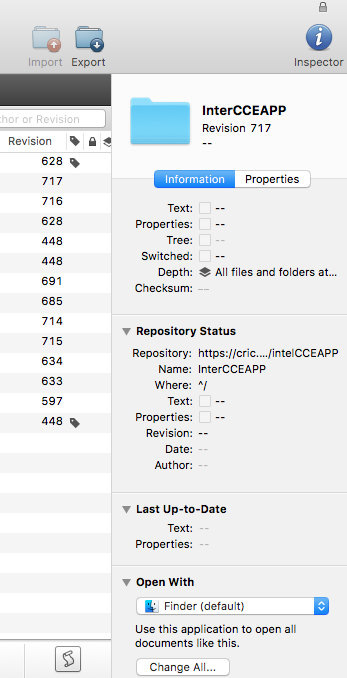 Import
Export
Inspector
thor or Revision
Revision
628
717
716
628
448
448
691
685
714
715
634
633
597
448
InterCCEAPP
Revision 717
--
Information
Properties
Text: --
Properties: --
Tree: --
Switched: --
Depth: All files and folders at...
Checksum: --
Repository Status
Repository: https://cric..../intelCCEAPP
Name: InterCCEAPP
Where: ^/
Text: --
Properties: --
Revision: --
Date: --
Author: --
Last Up-to-Date
Text: --
Properties: --
Open With
Finder (default)
Use this application to open all
documents like this.
Change All...